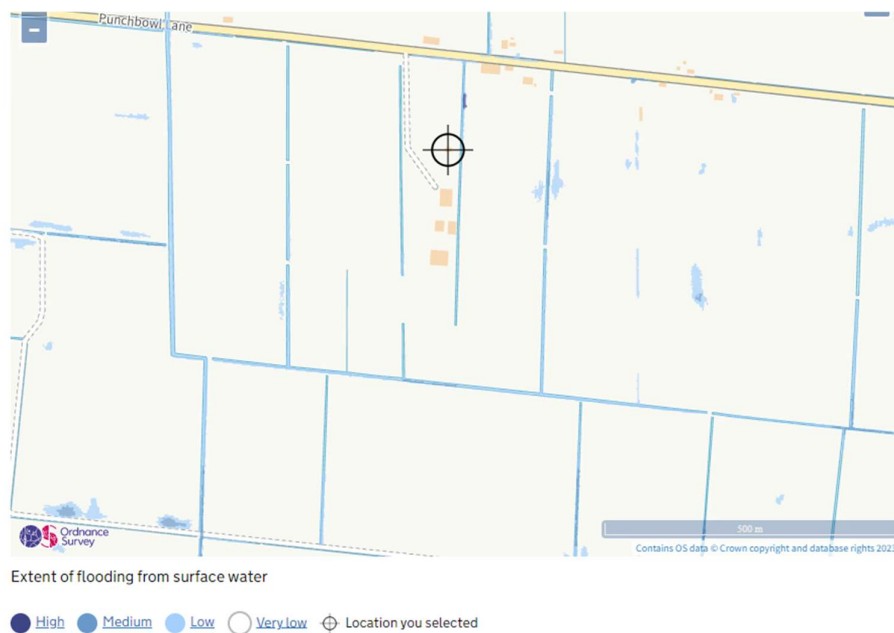 Punchbowl Lane
500 m
Ordnance
Survey
Contains OS data © Crown copyright and database rights 2023
Extent of flooding from surface water
High Medium Low Very low Location you selected